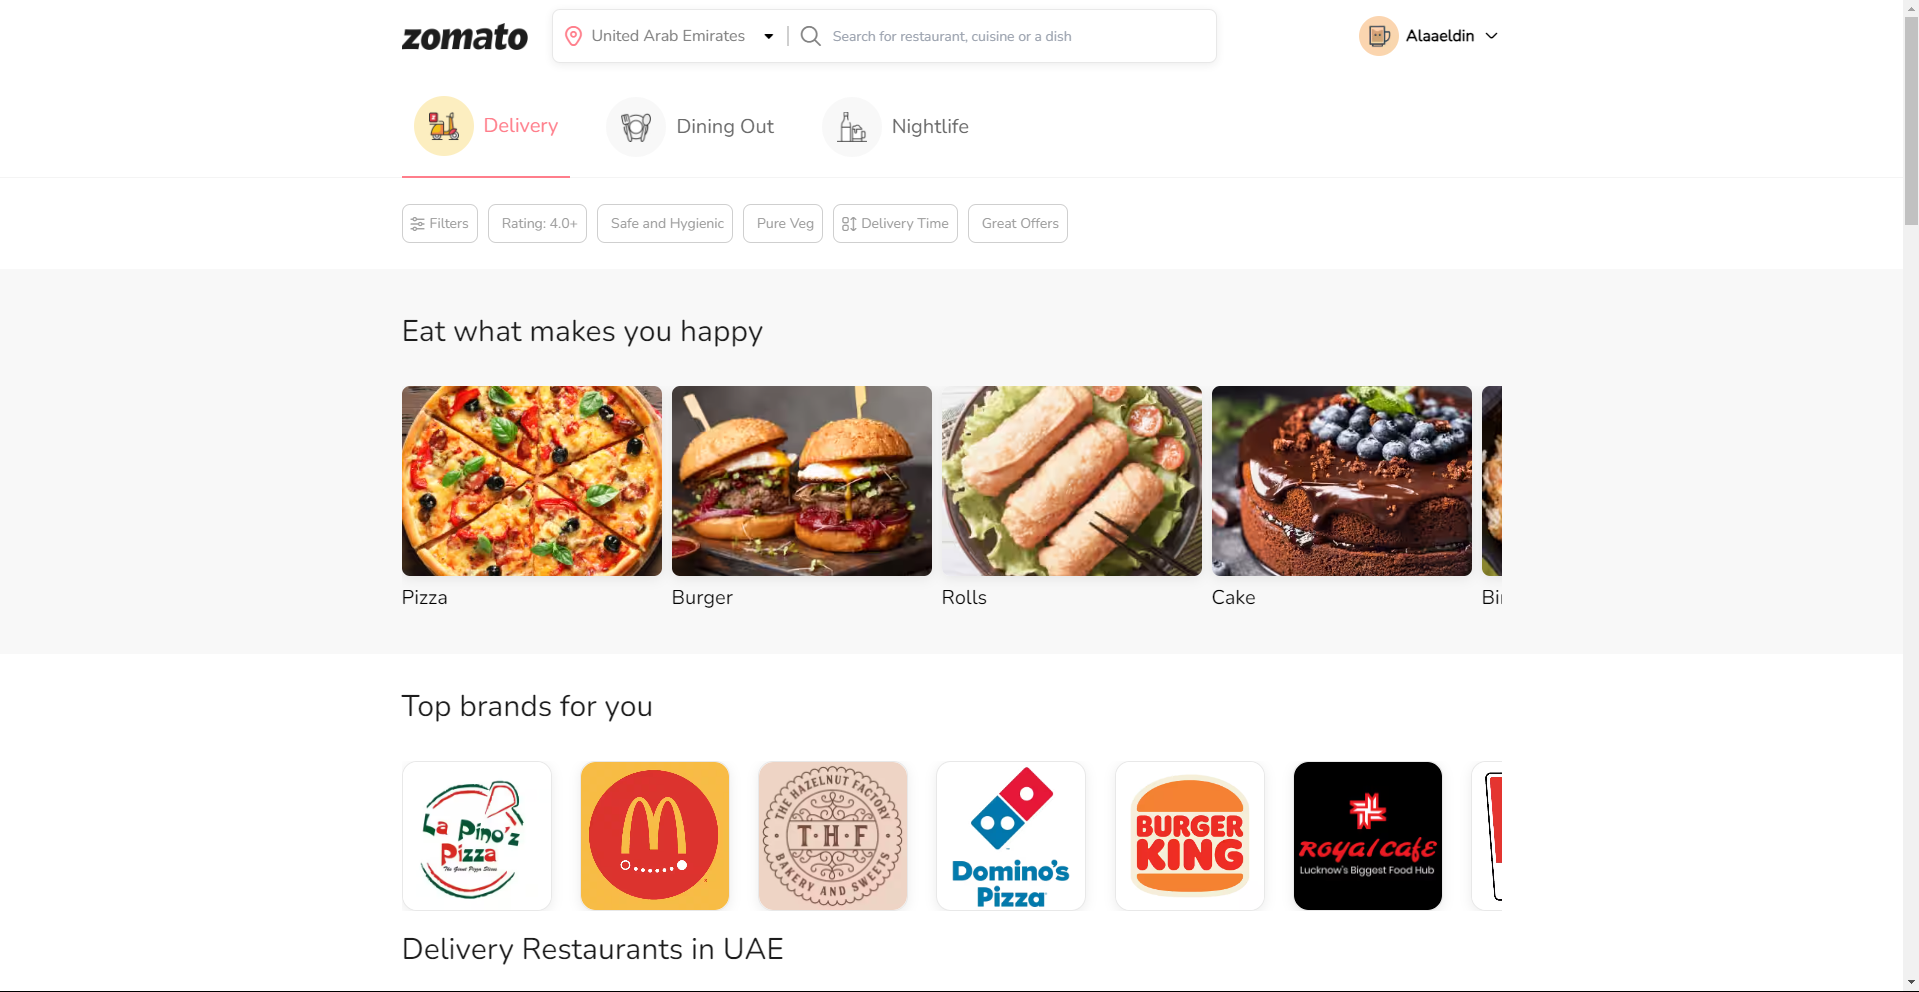 zomato
United Arab Emirates
Search for restaurant, cuisine or a dish
Alaaeldin
Delivery
Dining Out
Nightlife
Filters
Rating: 4.0+
Safe and Hygienic
Pure Veg
Delivery Time
Great Offers
Eat what makes you happy
Pizza
Burger
Rolls
Cake
Top brands for you
La Pino'z
Pizza
The Great Pizza Slices
THE HAZELNUT FACTORY
T·H·F
BAKERY AND SWEETS
Domino's
Pizza
BURGER
KING
ROYAL CAFE
Lucknow's Biggest Food Hub
Delivery Restaurants in UAE